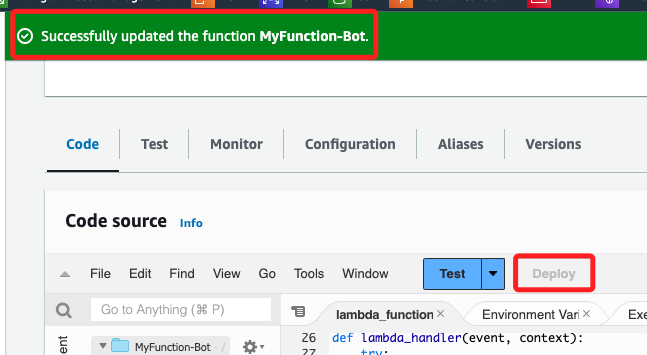 Successfully updated the function MyFunction-Bot.
Code Test Monitor Configuration Aliases Versions
Code source Info
File Edit Find View Go Tools Window Test Deploy
Go to Anything (⌘ P) lambda_function × Environment Vari ×
MyFunction-Bot - /
26 def lambda_handler(event, context):
27 try: